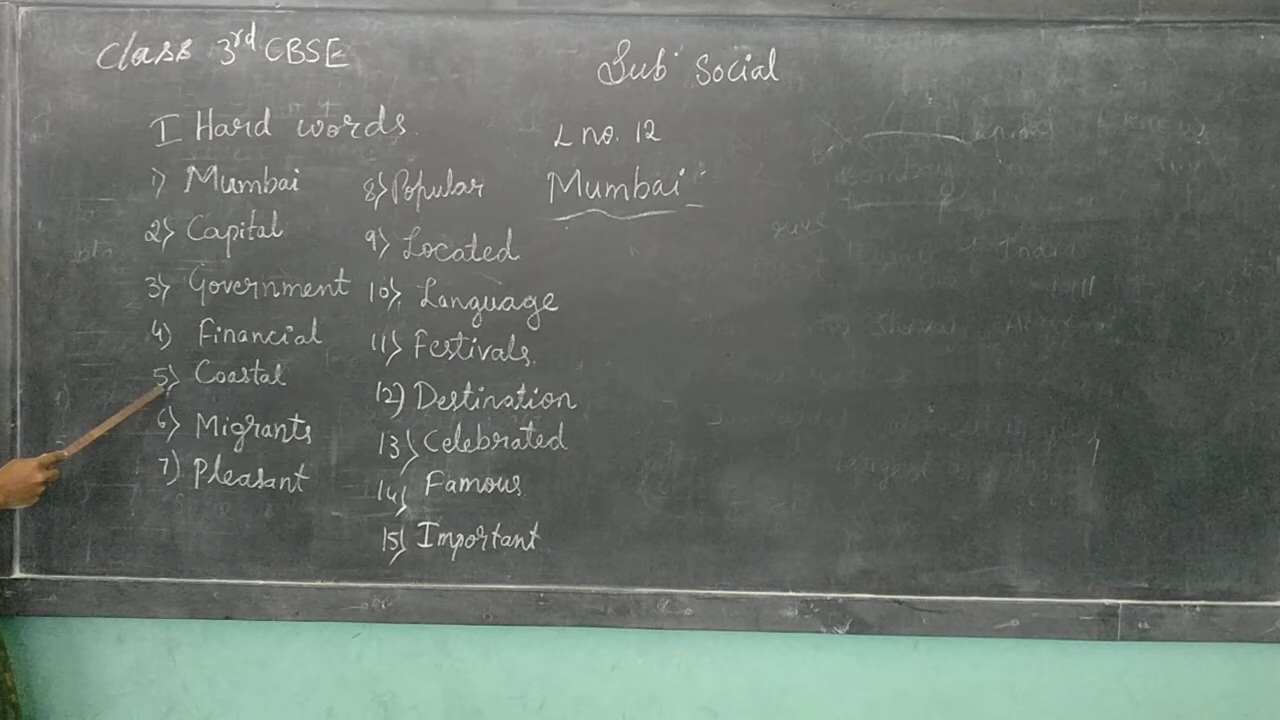 Class 3rd CBSE
Sub: Social
I Hard words.
L no. 12
Mumbai:
1) Mumbai
2) Capital
3) Government
4) Financial
5) Coastal
6) Migrants
7) Pleasant
8) Popular
9) Located
10) Language
11) Festivals.
12) Destination
13) Celebrated
14) Famous
15) Important